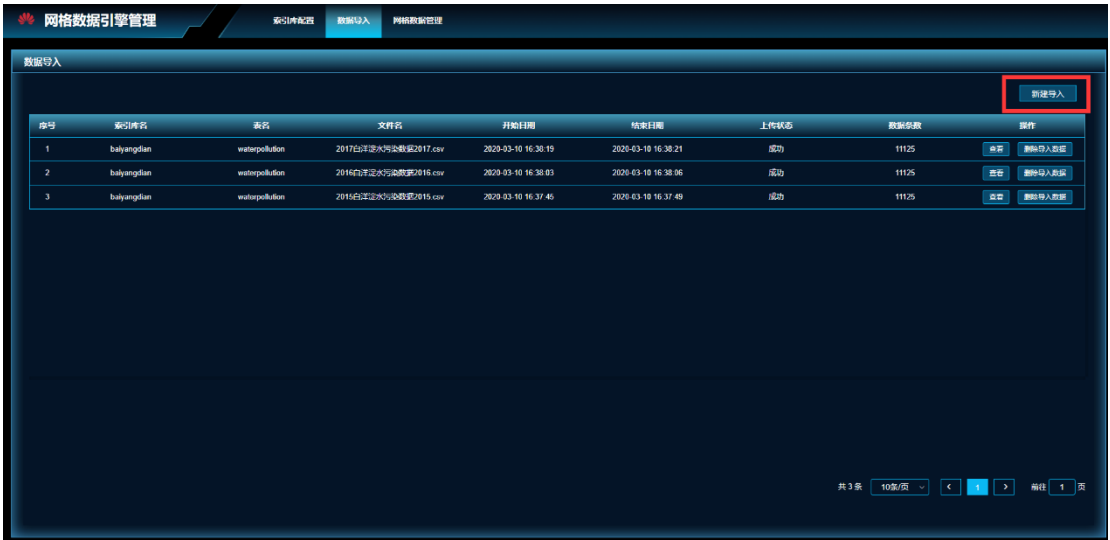 网格数据引擎管理 索引库配置 数据导入 网格数据管理
数据导入
新建导入
序号 索引库名 表名 文件名 开始日期 结束日期 上传状态 数据条数 操作
1 baiyangdian waterpollution 2017白洋淀水污染数据2017.csv 2020-03-10 16:38:19 2020-03-10 16:38:21 成功 11125 查看 删除导入数据
2 baiyangdian waterpollution 2016白洋淀水污染数据2016.csv 2020-03-10 16:38:03 2020-03-10 16:38:06 成功 11125 查看 删除导入数据
3 baiyangdian waterpollution 2015白洋淀水污染数据2015.csv 2020-03-10 16:37:45 2020-03-10 16:37:49 成功 11125 查看 删除导入数据
共 3 条 10条/页 < 1 > 前往 1 页